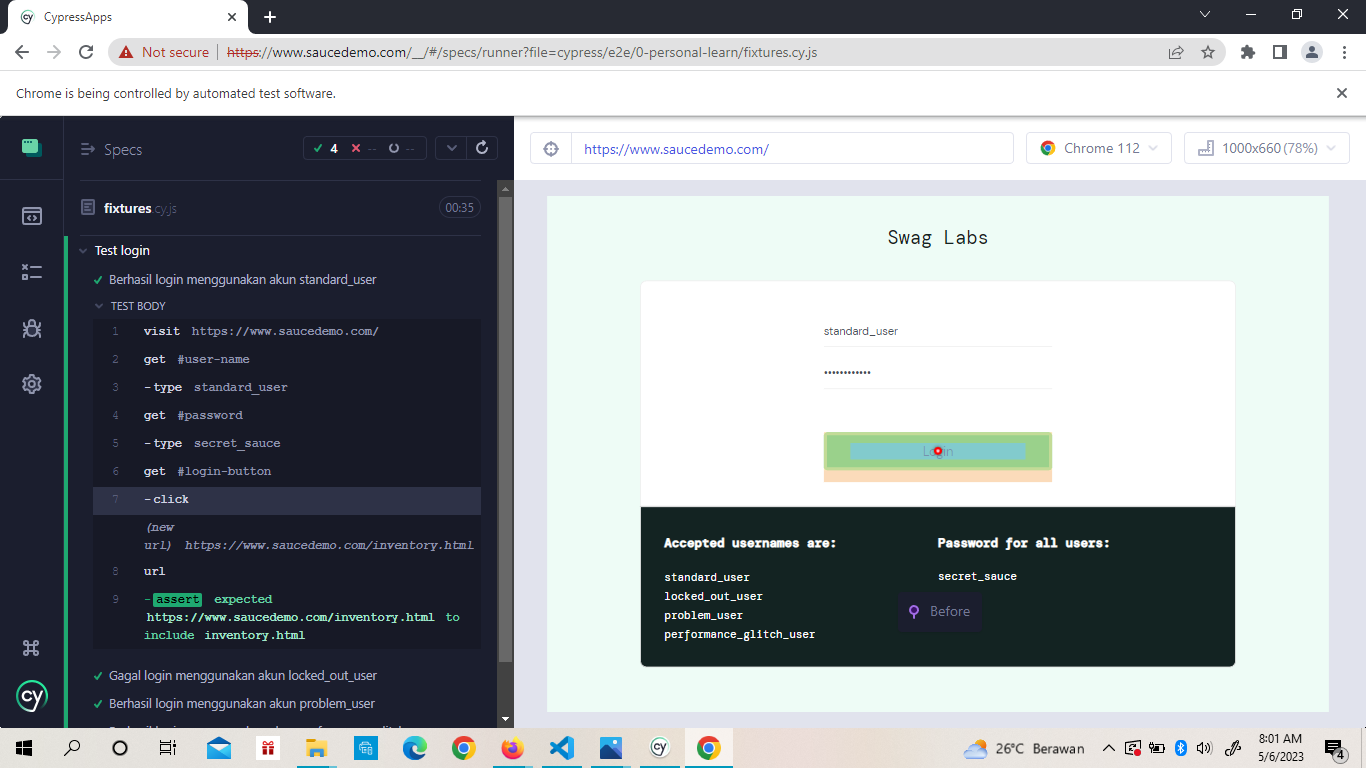 CypressApps
Not secure https://www.saucedemo.com/__/#/specs/runner?file=cypress/e2e/0-personal-learn/fixtures.cy.js
Chrome is being controlled by automated test software.
Specs
4 -- --
fixtures.cy.js 00:35
Test login
Berhasil login menggunakan akun standard_user
TEST BODY
1 visit https://www.saucedemo.com/
2 get #user-name
3 -type standard_user
4 get #password
5 -type secret_sauce
6 get #login-button
7 -click
(new
url) https://www.saucedemo.com/inventory.html
8 url
9 -assert expected
https://www.saucedemo.com/inventory.html to
include inventory.html
Gagal login menggunakan akun locked_out_user
Berhasil login menggunakan akun problem_user
cy
https://www.saucedemo.com/
Chrome 112
1000x660 (78%)
Swag Labs
standard_user
••••••••••••
Login
Accepted usernames are:
standard_user
locked_out_user
problem_user
performance_glitch_user
Password for all users:
secret_sauce
Before
26°C Berawan
8:01 AM
5/6/2023
4